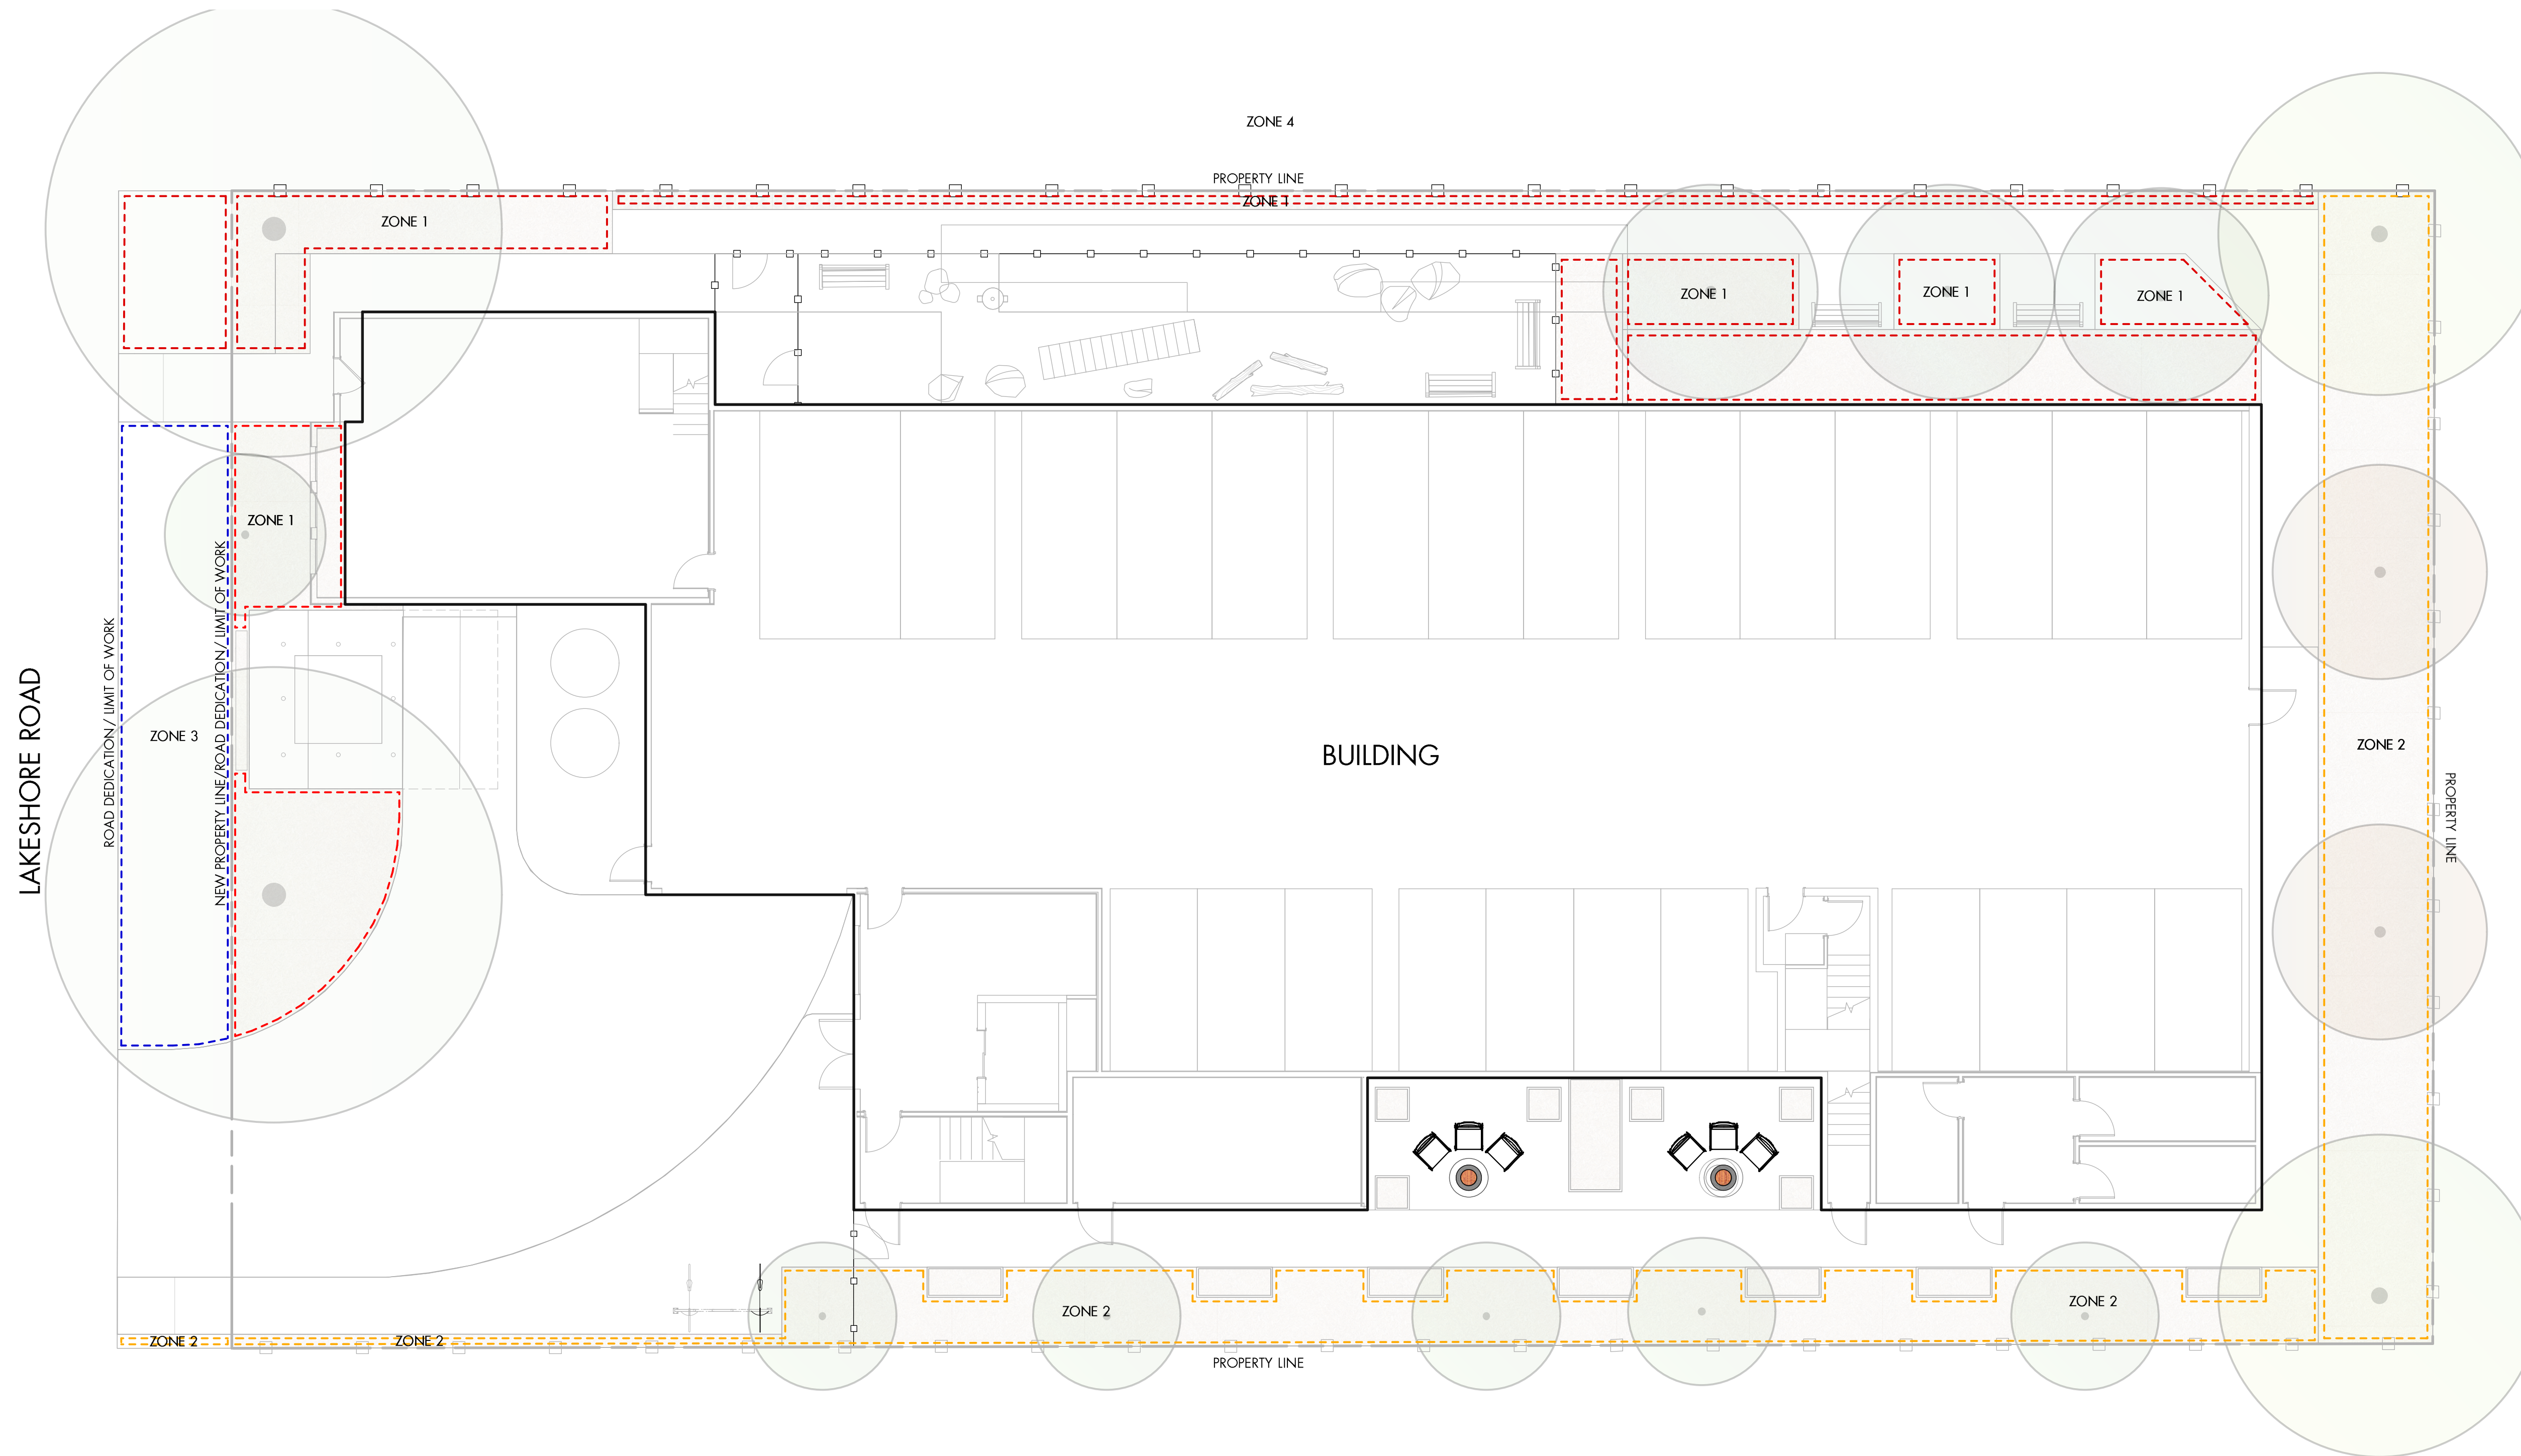 ZONE 4
PROPERTY LINE
ZONE 1
ZONE 1
ZONE 1
ZONE 1
ZONE 1
ZONE 1
LAKESHORE ROAD
ROAD DEDICATION/ LIMIT OF WORK
NEW PROPERTY LINE/ROAD DEDICATION/ LIMIT OF WORK
ZONE 3
BUILDING
ZONE 2
PROPERTY LINE
ZONE 2
ZONE 2
ZONE 2
ZONE 2
PROPERTY LINE